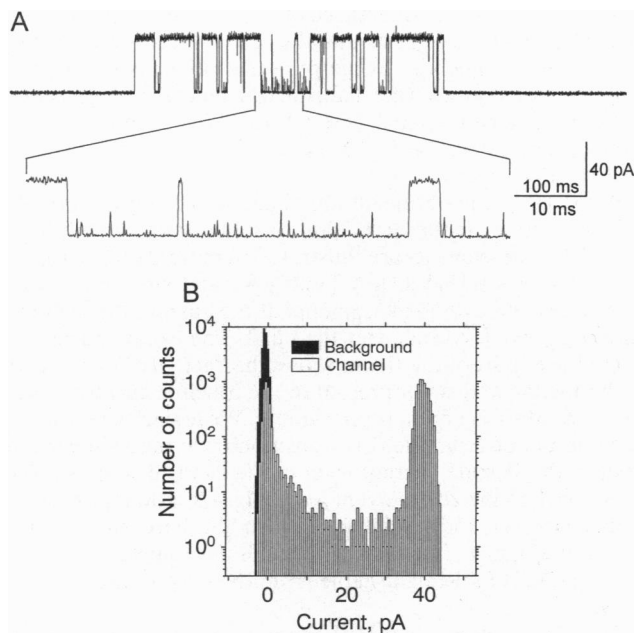 A
40 pA
100 ms
10 ms
B
Background
Channel
Number of counts
10⁴
10³
10²
10¹
10⁰
0 20 40
Current, pA